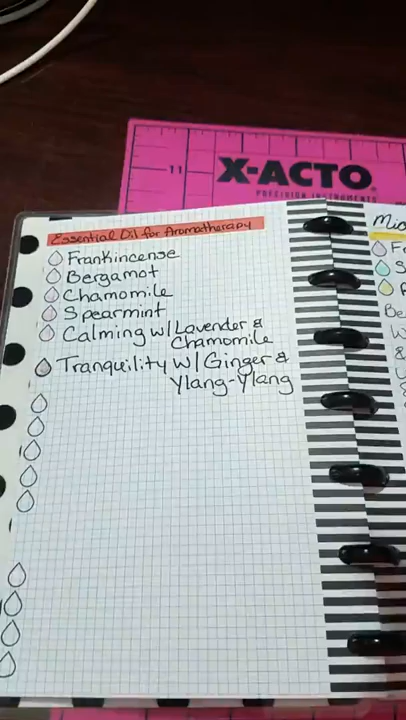 11
X-ACTO
PRECISION INSTRUMENTS
Essential Oil for Aromatherapy
Frankincense
Bergamot
Chamomile
Spearmint
Calming w/ Lavender &
Chamomile
Tranquility w/ Ginger &
Ylang-Ylang